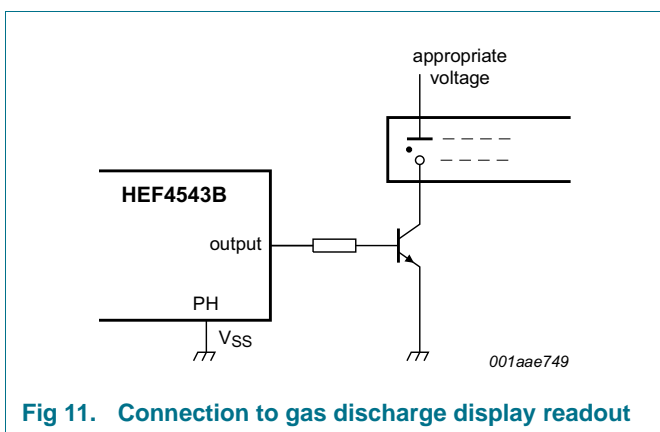 appropriate
voltage
HEF4543B
output
PH
VSS
001aae749
Fig 11. Connection to gas discharge display readout